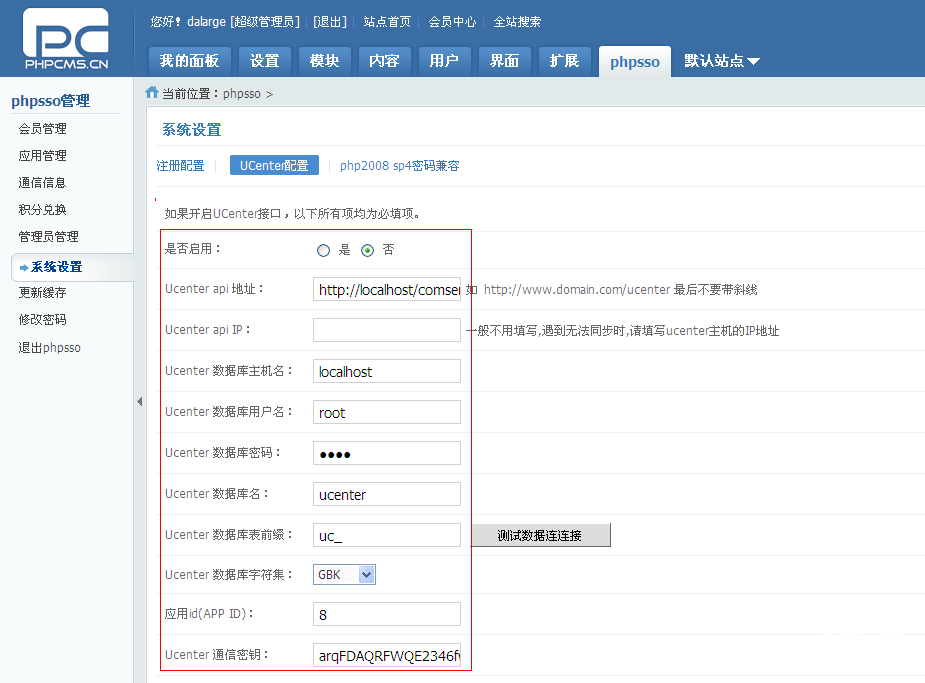 PHPCMS.CN
您好! dalarge [超级管理员] | [退出] | 站点首页 | 会员中心 | 全站搜索
我的面板 设置 模块 内容 用户 界面 扩展 phpsso 默认站点
phpsso管理
会员管理
应用管理
通信信息
积分兑换
管理员管理
系统设置
更新缓存
修改密码
退出phpsso
当前位置：phpsso >
系统设置
注册配置 | UCenter配置 | php2008 sp4密码兼容
如果开启UCenter接口，以下所有项均为必填项。
是否启用： 是 否
Ucenter api 地址： http://localhost/comser 如 http://www.domain.com/ucenter 最后不要带斜线
Ucenter api IP： 一般不用填写,遇到无法同步时,请填写ucenter主机的IP地址
Ucenter 数据库主机名： localhost
Ucenter 数据库用户名： root
Ucenter 数据库密码： ●●●●
Ucenter 数据库名： ucenter
Ucenter 数据库表前缀： uc_ 测试数据连连接
Ucenter 数据库字符集： GBK
应用id(APP ID)： 8
Ucenter 通信密钥： arqFDAQRFWQE2346f